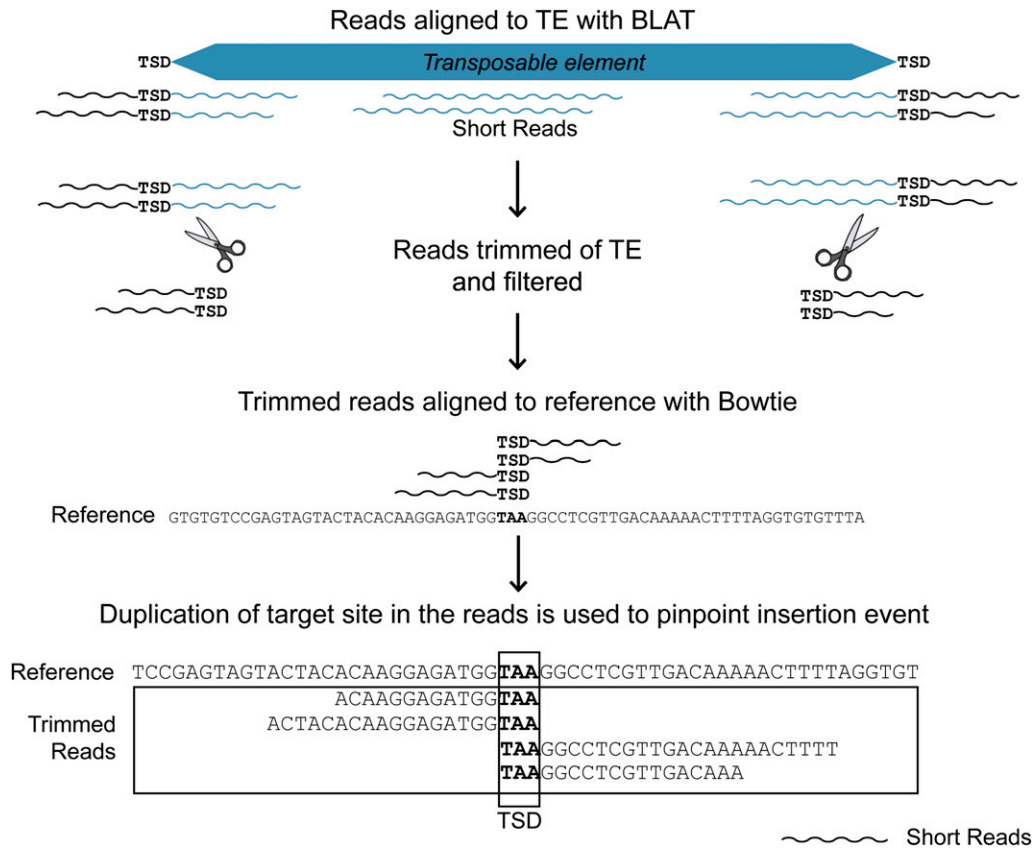 Reads aligned to TE with BLAT
TSD Transposable element TSD
TSD TSD
TSD TSD
Short Reads
TSD TSD
TSD TSD
Reads trimmed of TE
and filtered
TSD TSD
TSD TSD
Trimmed reads aligned to reference with Bowtie
TSD
TSD
TSD
TSD
Reference GTGTGTCCGAGTAGTACTACACAAGGAGATGGTAAGGCCTCGTTGACAAAAACTTTTAGGTGTGTTTA
Duplication of target site in the reads is used to pinpoint insertion event
Reference TCCGAGTAGTACTACACAAGGAGATGGTAAGGCCTCGTTGACAAAAACTTTTAGGTGT
ACAAGGAGATGGTAA
Trimmed ACTACACAAGGAGATGGTAA
Reads TAAGGCCTCGTTGACAAAAACTTTT
TAAGGCCTCGTTGACAAA
TSD
Short Reads